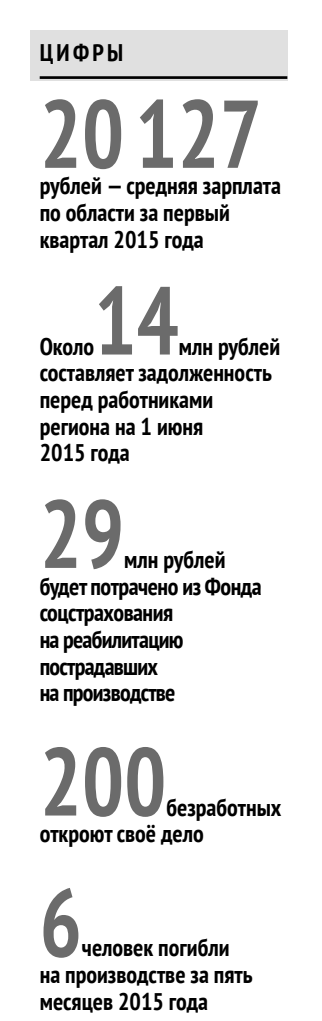 ЦИФРЫ
20 127
рублей — средняя зарплата
по области за первый
квартал 2015 года
Около 14 млн рублей
составляет задолженность
перед работниками
региона на 1 июня
2015 года
29 млн рублей
будет потрачено из Фонда
соцстрахования
на реабилитацию
пострадавших
на производстве
200 безработных
откроют своё дело
6 человек погибли
на производстве за пять
месяцев 2015 года